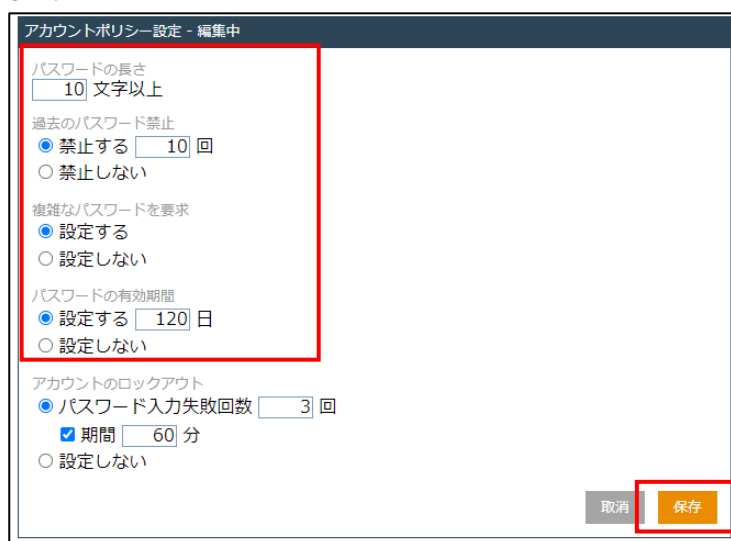 アカウントポリシー設定 - 編集中
パスワードの長さ
10 文字以上
過去のパスワード禁止
禁止する 10 回
禁止しない
複雑なパスワードを要求
設定する
設定しない
パスワードの有効期間
設定する 120 日
設定しない
アカウントのロックアウト
パスワード入力失敗回数 3 回
期間 60 分
設定しない
取消 保存